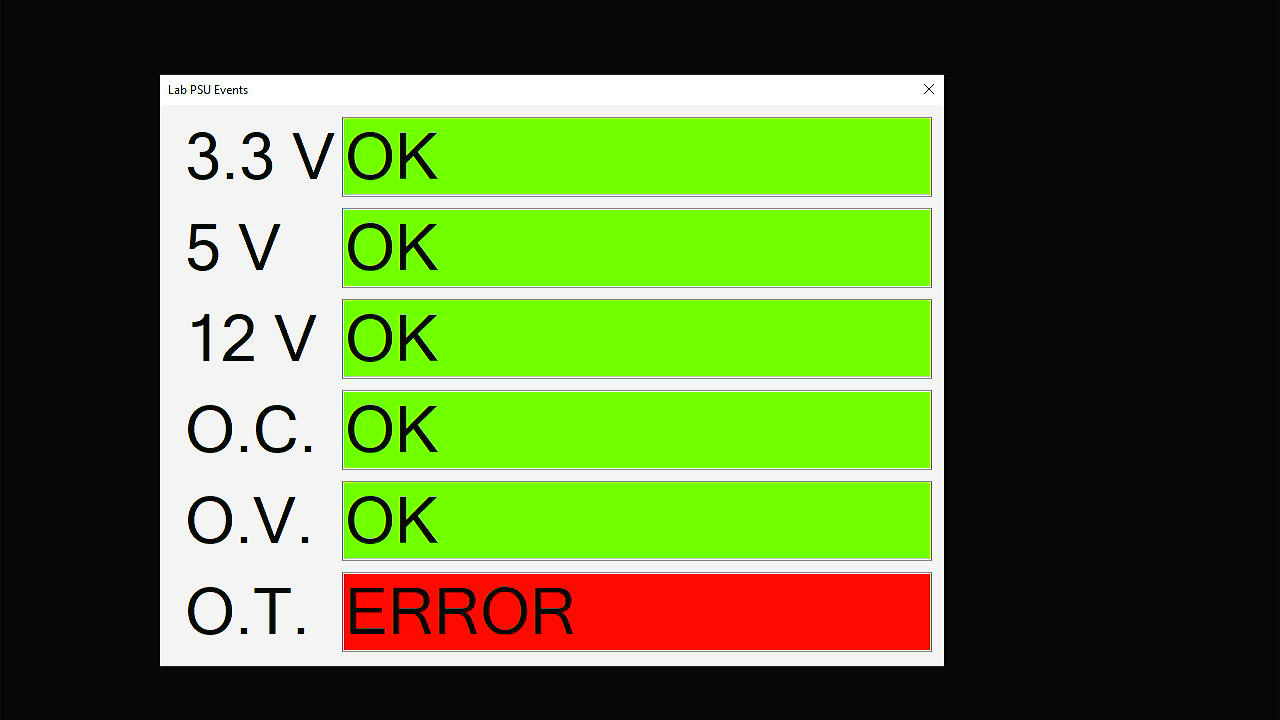 Lab PSU Events
3.3 V OK
5 V OK
12 V OK
O.C. OK
O.V. OK
O.T. ERROR